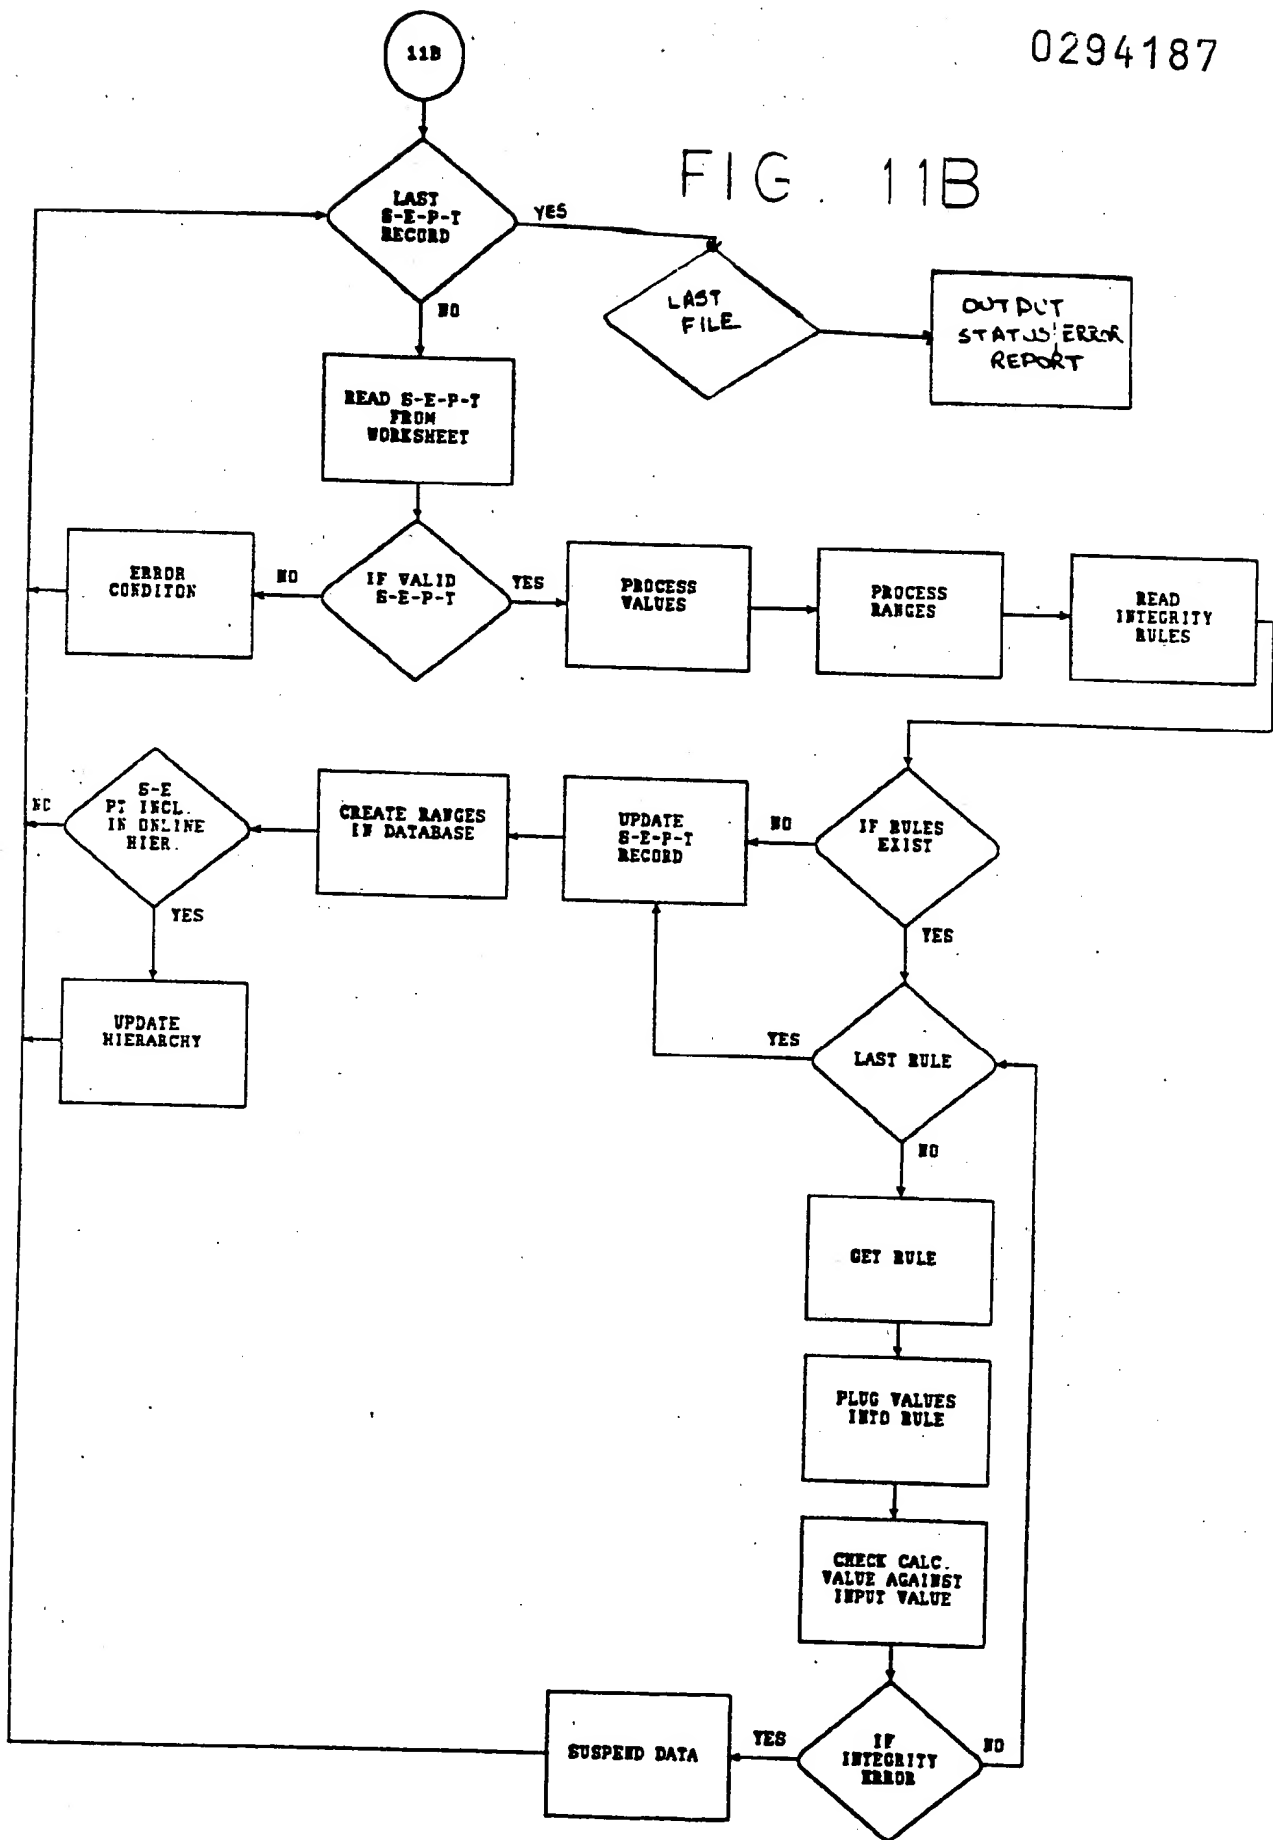 0294187
11B
FIG. 11B
LAST
S-E-P-T
RECORD
YES
NO
LAST
FILE
OUTPUT
STATUS/ERROR
REPORT
READ S-E-P-T
FROM
WORKSHEET
ERROR
CONDITON
NO
IF VALID
S-E-P-T
YES
PROCESS
VALUES
PROCESS
RANGES
READ
INTEGRITY
RULES
NC
S-E
PT INCL.
IN ONLINE
HIER.
YES
CREATE RANGES
IN DATABASE
UPDATE
S-E-P-T
RECORD
NO
IF RULES
EXIST
YES
UPDATE
HIERARCHY
YES
LAST RULE
NO
GET RULE
PLUG VALUES
INTO RULE
CHECK CALC.
VALUE AGAINST
INPUT VALUE
SUSPEND DATA
YES
IF
INTEGRITY
ERROR
NO